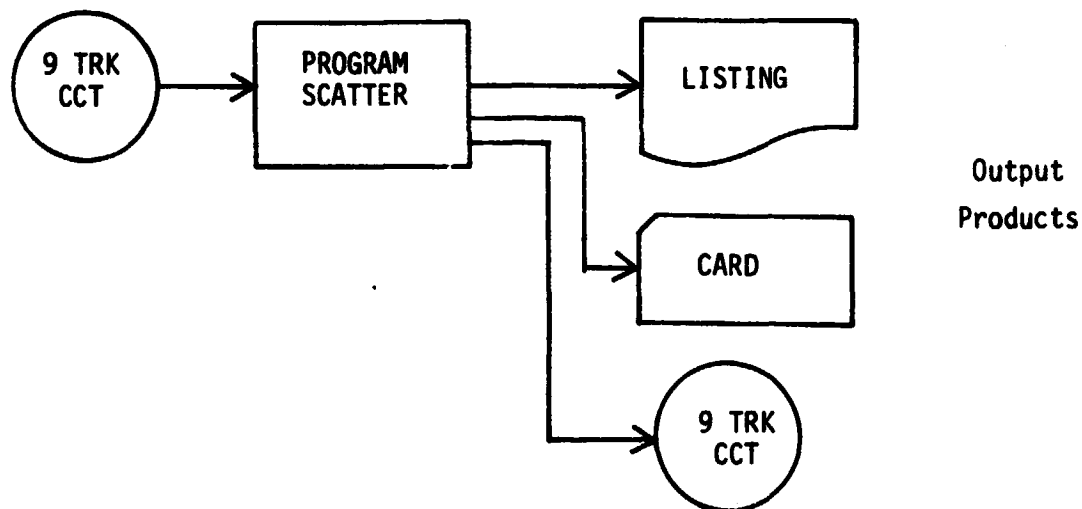 9 TRK
CCT
PROGRAM
SCATTER
LISTING
Output
Products
CARD
9 TRK
CCT